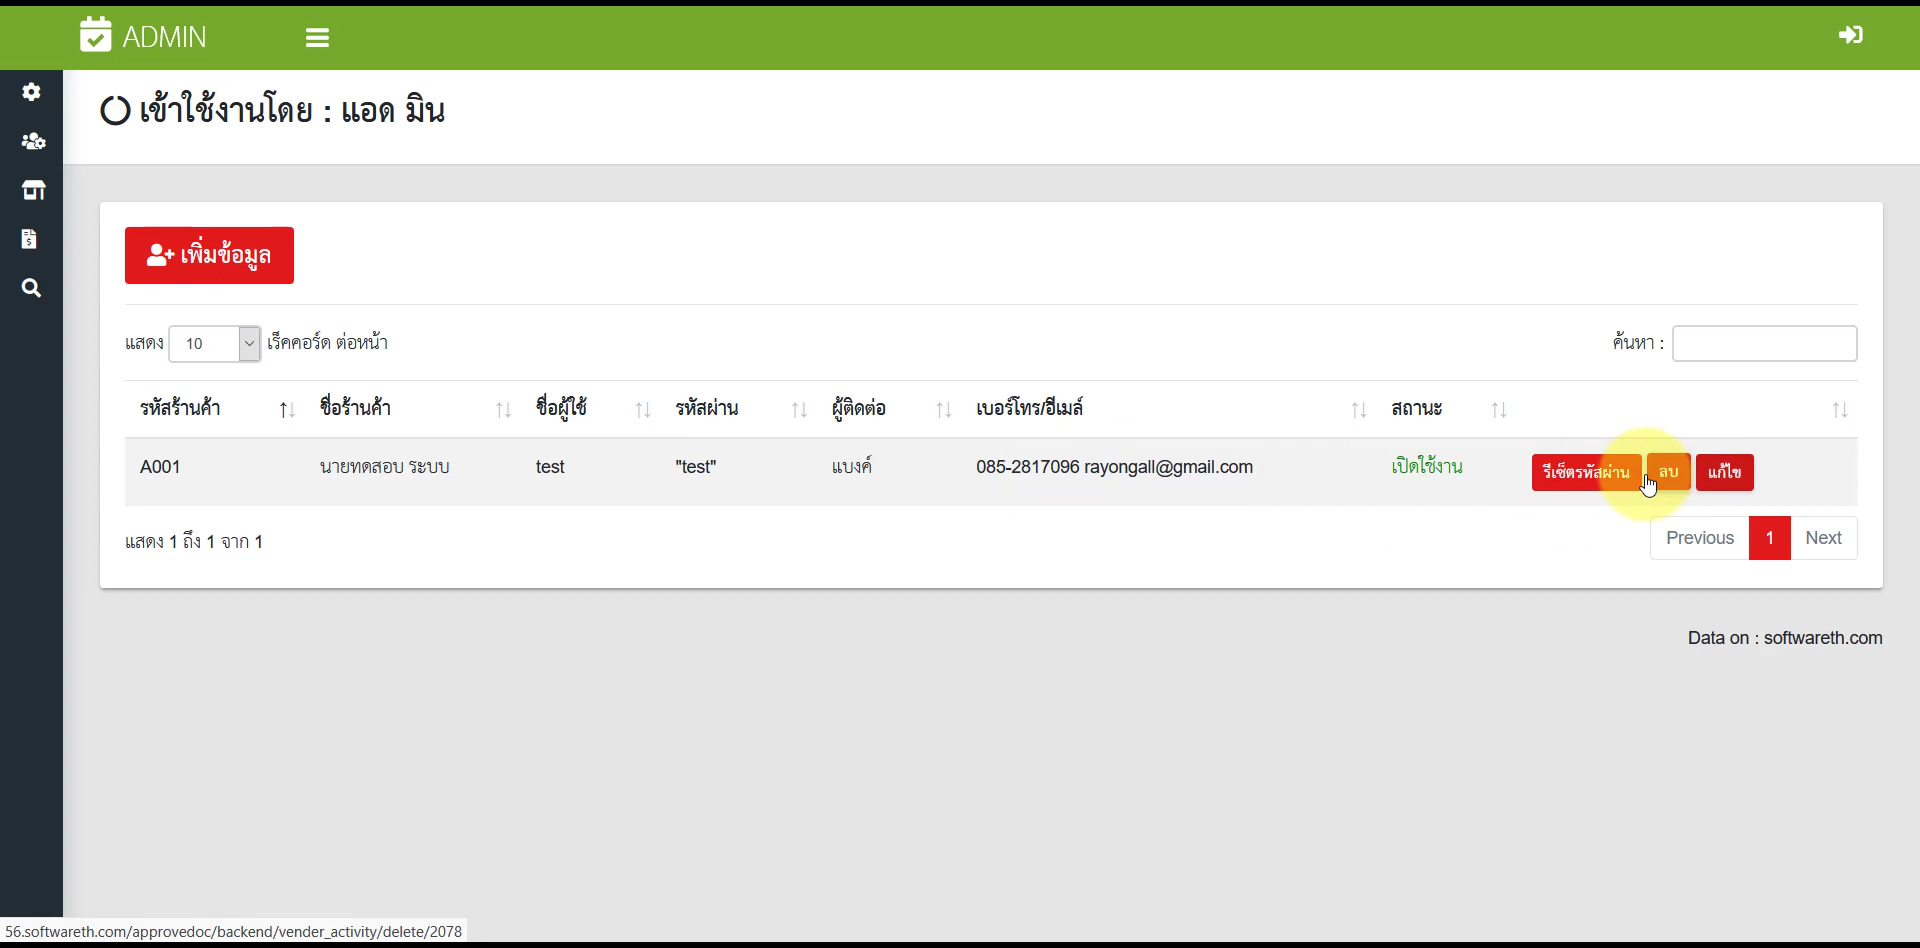 ADMIN
เข้าใช้งานโดย : แอด มิน
เพิ่มข้อมูล
แสดง 10 เร็คคอร์ด ต่อหน้า
ค้นหา :
รหัสร้านค้า ชื่อร้านค้า ชื่อผู้ใช้ รหัสผ่าน ผู้ติดต่อ เบอร์โทร/อีเมล์ สถานะ
A001 นายทดสอบ ระบบ test "test" แบงค์ 085-2817096 rayongall@gmail.com เปิดใช้งาน รีเซ็ตรหัสผ่าน ลบ แก้ไข
แสดง 1 ถึง 1 จาก 1
Previous 1 Next
Data on : softwareth.com
56.softwareth.com/approvedoc/backend/vender_activity/delete/2078